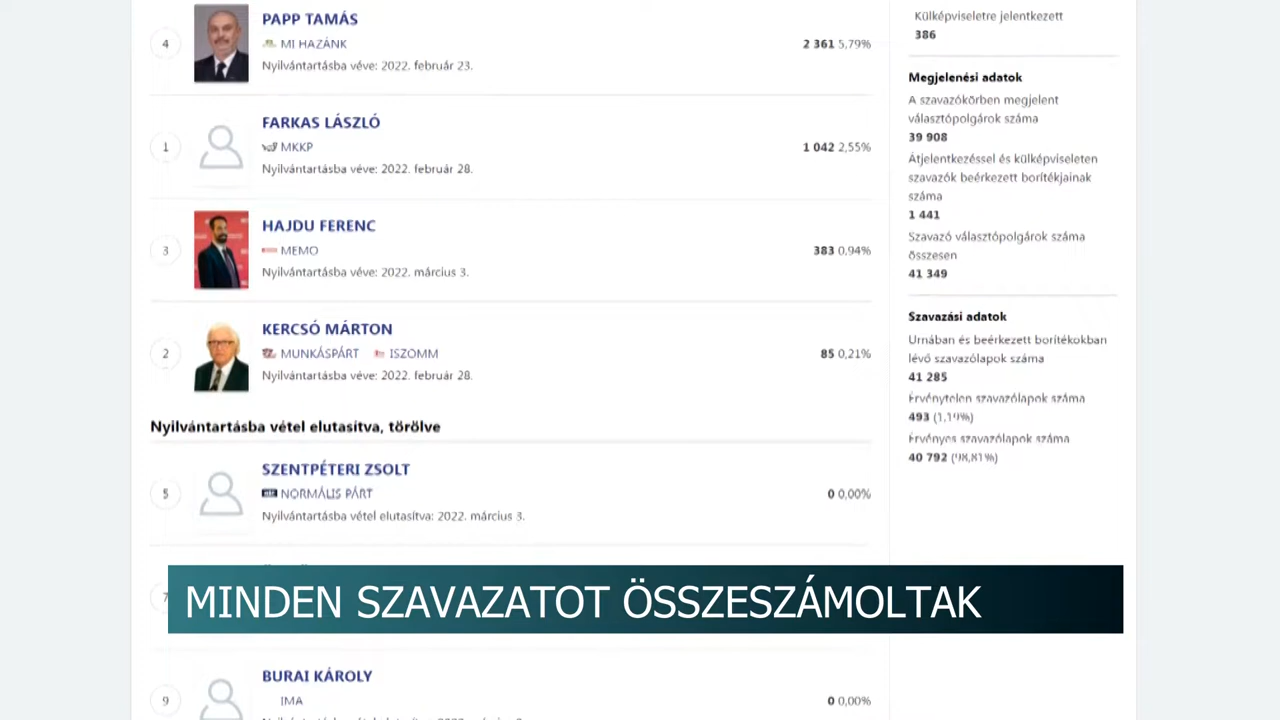 4
PAPP TAMÁS
MI HAZÁNK
2 361 5,79%
Nyilvántartásba véve: 2022. február 23.
1
FARKAS LÁSZLÓ
MKKP
1 042 2,55%
Nyilvántartásba véve: 2022. február 28.
3
HAJDU FERENC
MEMO
383 0,94%
Nyilvántartásba véve: 2022. március 3.
2
KERCSÓ MÁRTON
MUNKÁSPÁRT ISZOMM
85 0,21%
Nyilvántartásba véve: 2022. február 28.
Nyilvántartásba vétel elutasítva, törölve
5
SZENTPÉTERI ZSOLT
NORMÁLIS PÁRT
0 0,00%
Nyilvántartásba vétel elutasítva: 2022. március 3.
7
MINDEN SZAVAZATOT ÖSSZESZÁMOLTAK
9
BURAI KÁROLY
IMA
0 0,00%
Külképviseletre jelentkezett
386
Megjelenési adatok
A szavazókörben megjelent
választópolgárok száma
39 908
Átjelentkezéssel és külképviseleten
szavazók beérkezett borítékjainak
száma
1 441
Szavazó választópolgárok száma
összesen
41 349
Szavazási adatok
Urnában és beérkezett borítékokban
lévő szavazólapok száma
41 285
Érvénytelen szavazólapok száma
493 (1,19%)
Érvényes szavazólapok száma
40 792 (98,81%)